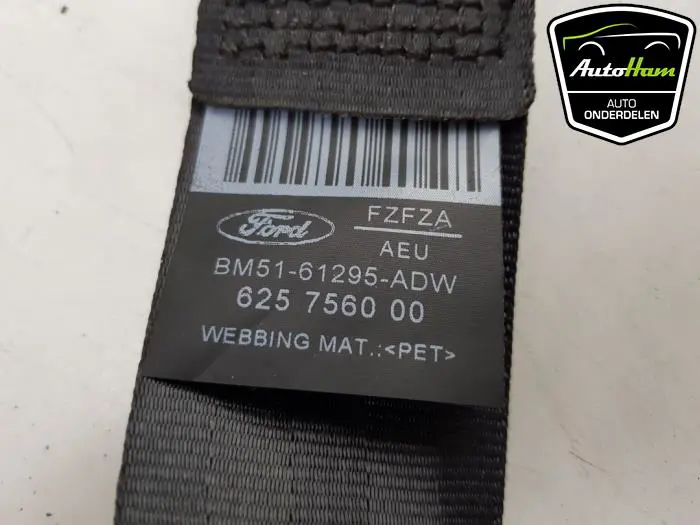 AutoHam
AUTO
ONDERDELEN
Ford
FZFZA
AEU
BM51-61295-ADW
625 7560 00
WEBBING MAT.:<PET>